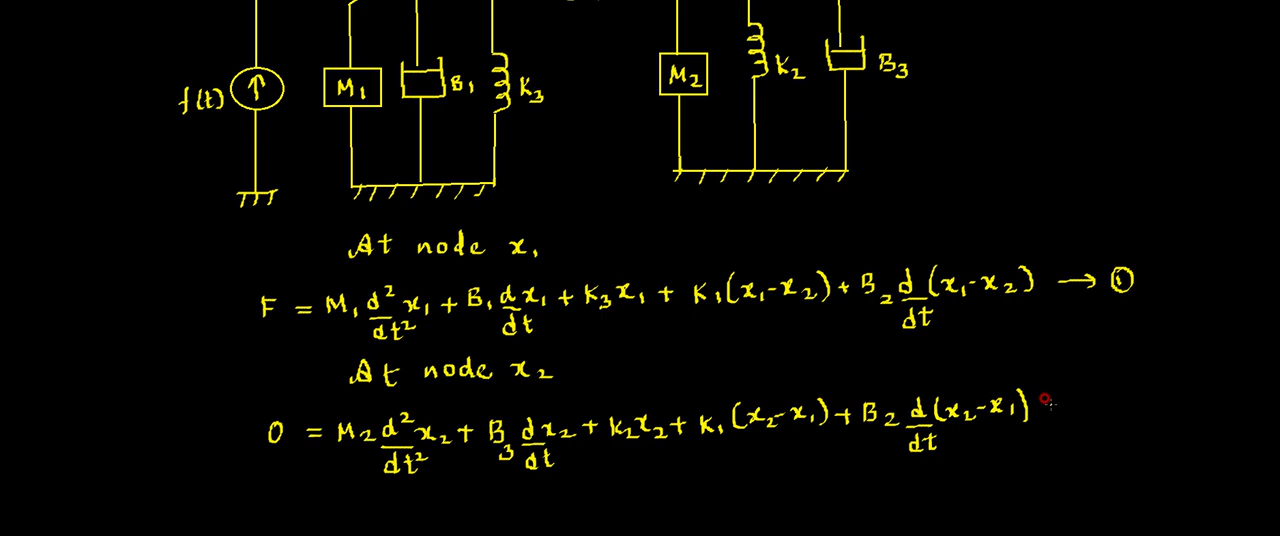 f(t) M₁ B₁ K₃ M₂ K₂ B₃
At node x₁
F = M₁ d²/dt² x₁ + B₁ dx₁/dt + K₃x₁ + K₁(x₁-x₂) + B₂ d/dt (x₁-x₂) → ①
At node x₂
0 = M₂ d²/dt² x₂ + B₃ dx₂/dt + K₂x₂ + K₁(x₂-x₁) + B₂ d/dt (x₂-x₁)